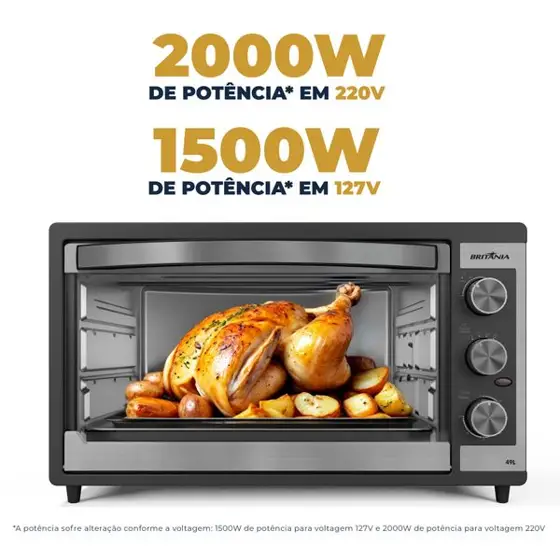 2000W
DE POTÊNCIA* EM 220V
1500W
DE POTÊNCIA* EM 127V
BRITÂNIA
49L
*A potência sofre alteração conforme a voltagem: 1500W de potência para voltagem 127V e 2000W de potência para voltagem 220V